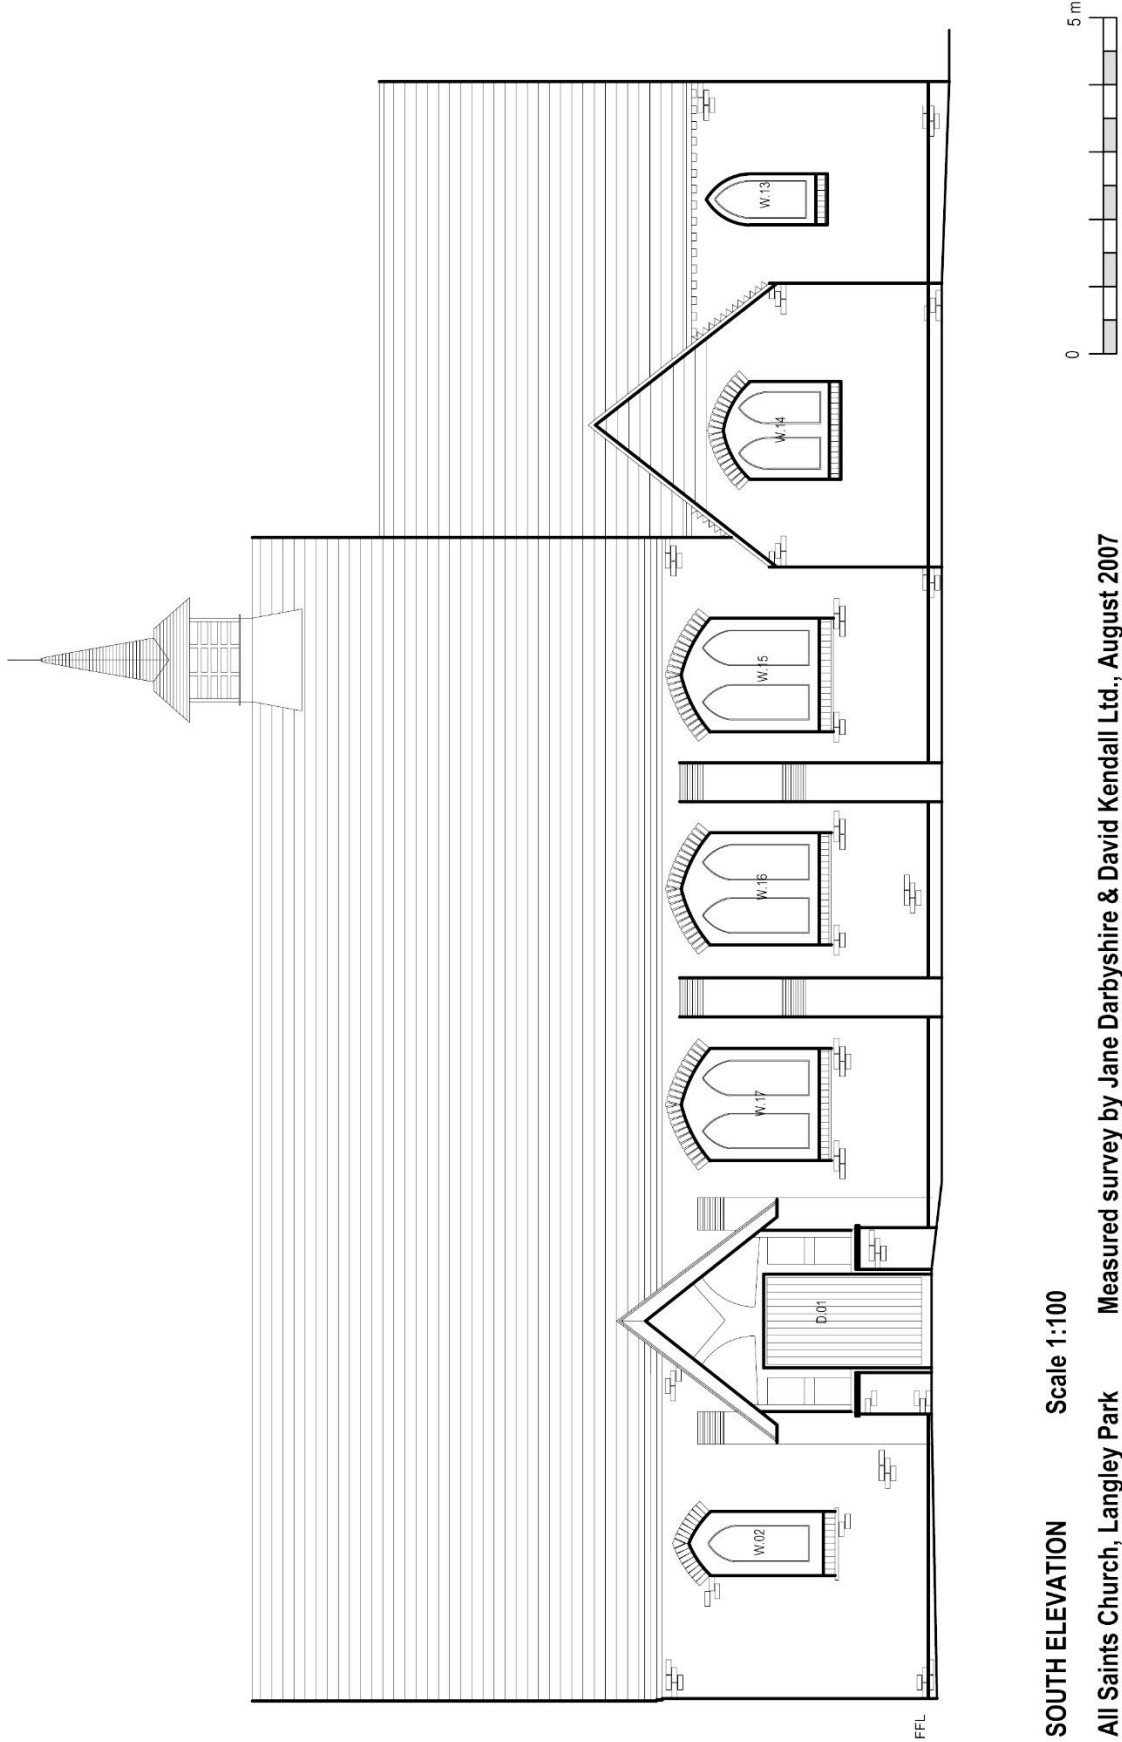 W.02
D.01
W.17
W.16
W.15
W.14
W.13
FFL
SOUTH ELEVATION Scale 1:100
0 5 m
All Saints Church, Langley Park Measured survey by Jane Darbyshire & David Kendall Ltd., August 2007